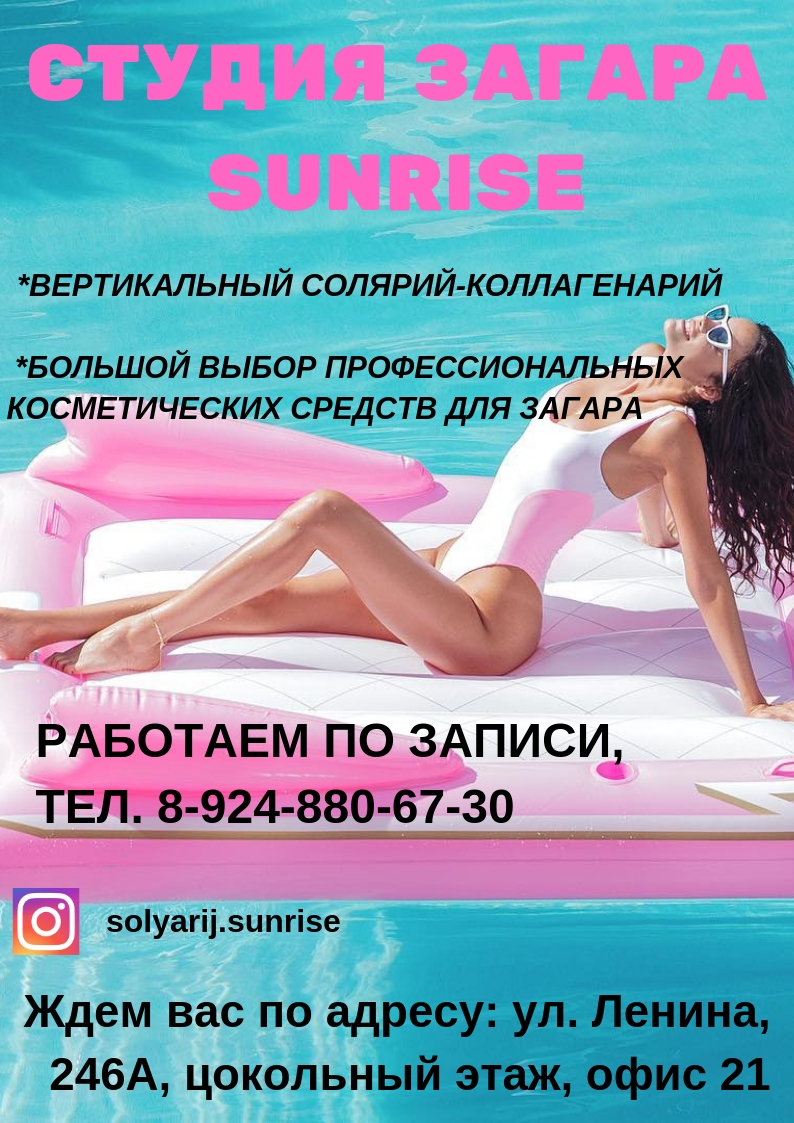 СТУДИЯ ЗАГАРА
SUNRISE
*ВЕРТИКАЛЬНЫЙ СОЛЯРИЙ-КОЛЛАГЕНАРИЙ
*БОЛЬШОЙ ВЫБОР ПРОФЕССИОНАЛЬНЫХ
КОСМЕТИЧЕСКИХ СРЕДСТВ ДЛЯ ЗАГАРА
РАБОТАЕМ ПО ЗАПИСИ,
ТЕЛ. 8-924-880-67-30
solyarij.sunrise
Ждем вас по адресу: ул. Ленина,
246А, цокольный этаж, офис 21